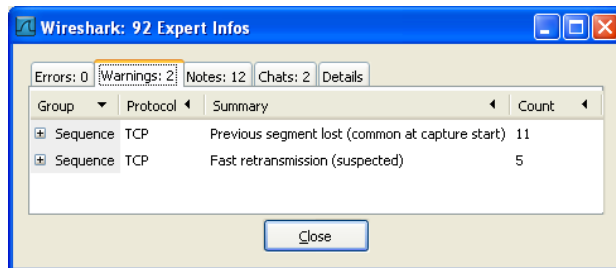 Wireshark: 92 Expert Infos
Errors: 0 Warnings: 2 Notes: 12 Chats: 2 Details
Group Protocol Summary Count
Sequence TCP Previous segment lost (common at capture start) 11
Sequence TCP Fast retransmission (suspected) 5
Close